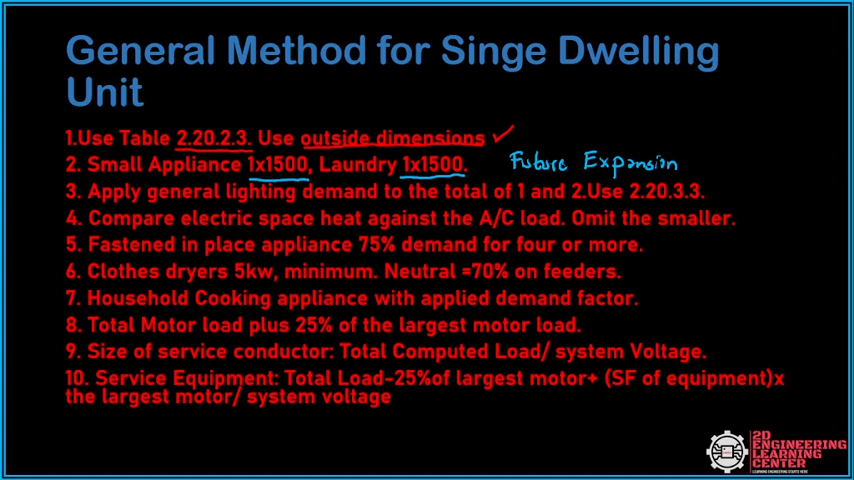 General Method for Singe Dwelling
Unit
1.Use Table 2.20.2.3. Use outside dimensions
2. Small Appliance 1x1500, Laundry 1x1500.
Future Expansion
3. Apply general lighting demand to the total of 1 and 2.Use 2.20.3.3.
4. Compare electric space heat against the A/C load. Omit the smaller.
5. Fastened in place appliance 75% demand for four or more.
6. Clothes dryers 5kw, minimum. Neutral =70% on feeders.
7. Household Cooking appliance with applied demand factor.
8. Total Motor load plus 25% of the largest motor load.
9. Size of service conductor: Total Computed Load/ system Voltage.
10. Service Equipment: Total Load-25%of largest motor+ (SF of equipment)x
the largest motor/ system voltage
2D
ENGINEERING
LEARNING
CENTER
LEARNING ENGINEERING STARTS HERE